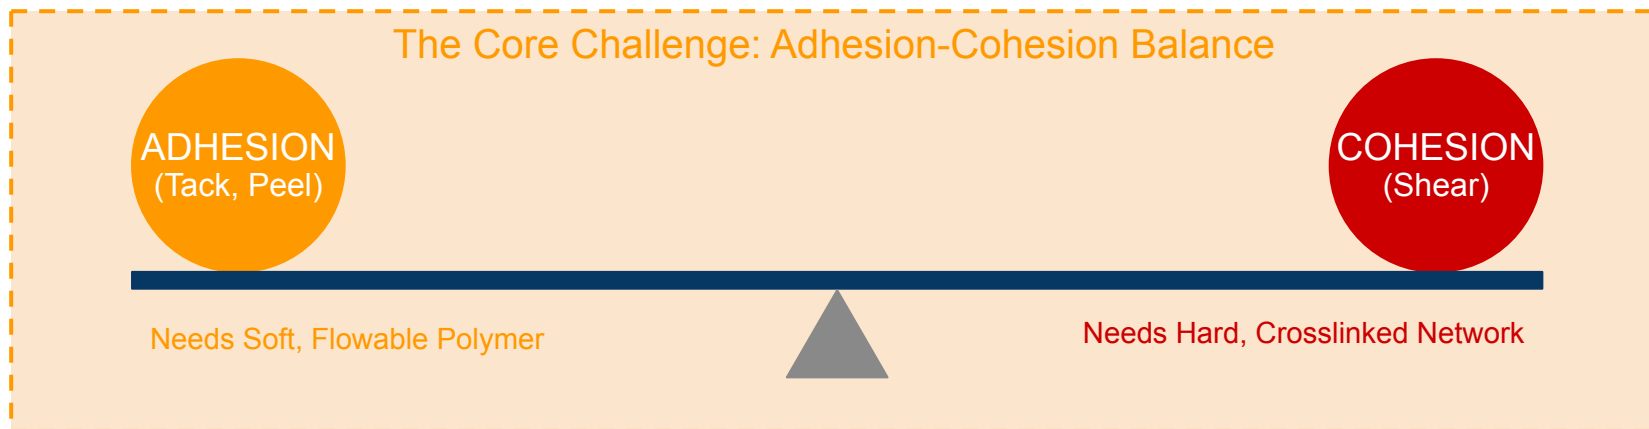 The Core Challenge: Adhesion-Cohesion Balance
ADHESION
(Tack, Peel)
COHESION
(Shear)
Needs Soft, Flowable Polymer
Needs Hard, Crosslinked Network